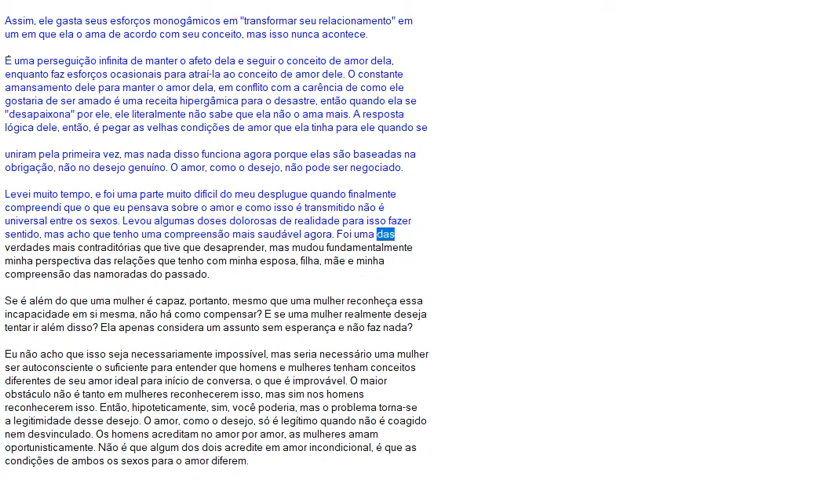 Assim, ele gasta seus esforços monogâmicos em "transformar seu relacionamento" em
um em que ela o ama de acordo com seu conceito, mas isso nunca acontece.
É uma perseguição infinita de manter o afeto dela e seguir o conceito de amor dela,
enquanto faz esforços ocasionais para atraí-la ao conceito de amor dele. O constante
amansamento dele para manter o amor dela, em conflito com a carência de como ele
gostaria de ser amado é uma receita hipergâmica para o desastre, então quando ela se
"desapaixona" por ele, ele literalmente não sabe que ela não o ama mais. A resposta
lógica dele, então, é pegar as velhas condições de amor que ela tinha para ele quando se
uniram pela primeira vez, mas nada disso funciona agora porque elas são baseadas na
obrigação, não no desejo genuíno. O amor, como o desejo, não pode ser negociado.
Levei muito tempo, e foi uma parte muito difícil do meu desplugue quando finalmente
compreendi que o que eu pensava sobre o amor e como isso é transmitido não é
universal entre os sexos. Levou algumas doses dolorosas de realidade para isso fazer
sentido, mas acho que tenho uma compreensão mais saudável agora. Foi uma das
verdades mais contraditórias que tive que desaprender, mas mudou fundamentalmente
minha perspectiva das relações que tenho com minha esposa, filha, mãe e minha
compreensão das namoradas do passado.
Se é além do que uma mulher é capaz, portanto, mesmo que uma mulher reconheça essa
incapacidade em si mesma, não há como compensar? E se uma mulher realmente deseja
tentar ir além disso? Ela apenas considera um assunto sem esperança e não faz nada?
Eu não acho que isso seja necessariamente impossível, mas seria necessário uma mulher
ser autoconsciente o suficiente para entender que homens e mulheres tenham conceitos
diferentes de seu amor ideal para início de conversa, o que é improvável. O maior
obstáculo não é tanto em mulheres reconhecerem isso, mas sim nos homens
reconhecerem isso. Então, hipoteticamente, sim, você poderia, mas o problema torna-se
a legitimidade desse desejo. O amor, como o desejo, só é legítimo quando não é coagido
nem desvinculado. Os homens acreditam no amor por amor, as mulheres amam
oportunisticamente. Não é que algum dos dois acredite em amor incondicional, é que as
condições de ambos os sexos para o amor diferem.